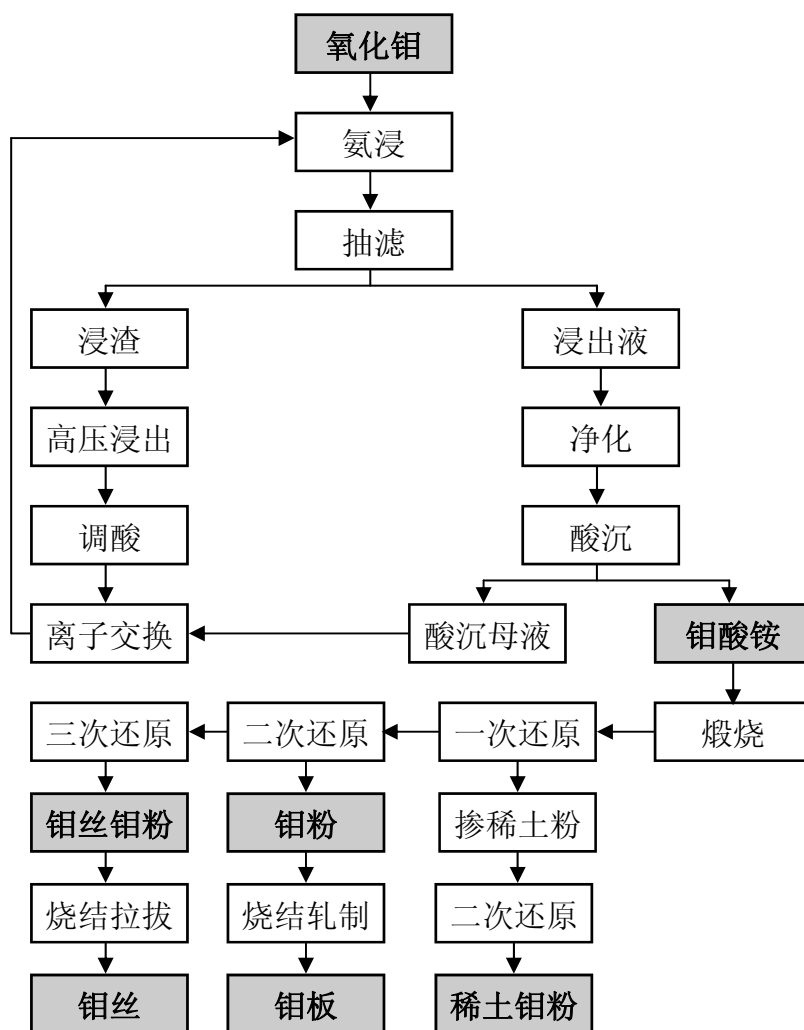 氧化钼
氨浸
抽滤
浸渣
浸出液
高压浸出
净化
调酸
酸沉
离子交换
酸沉母液
钼酸铵
三次还原
二次还原
一次还原
煅烧
钼丝钼粉
钼粉
掺稀土粉
烧结拉拔
烧结轧制
二次还原
钼丝
钼板
稀土钼粉